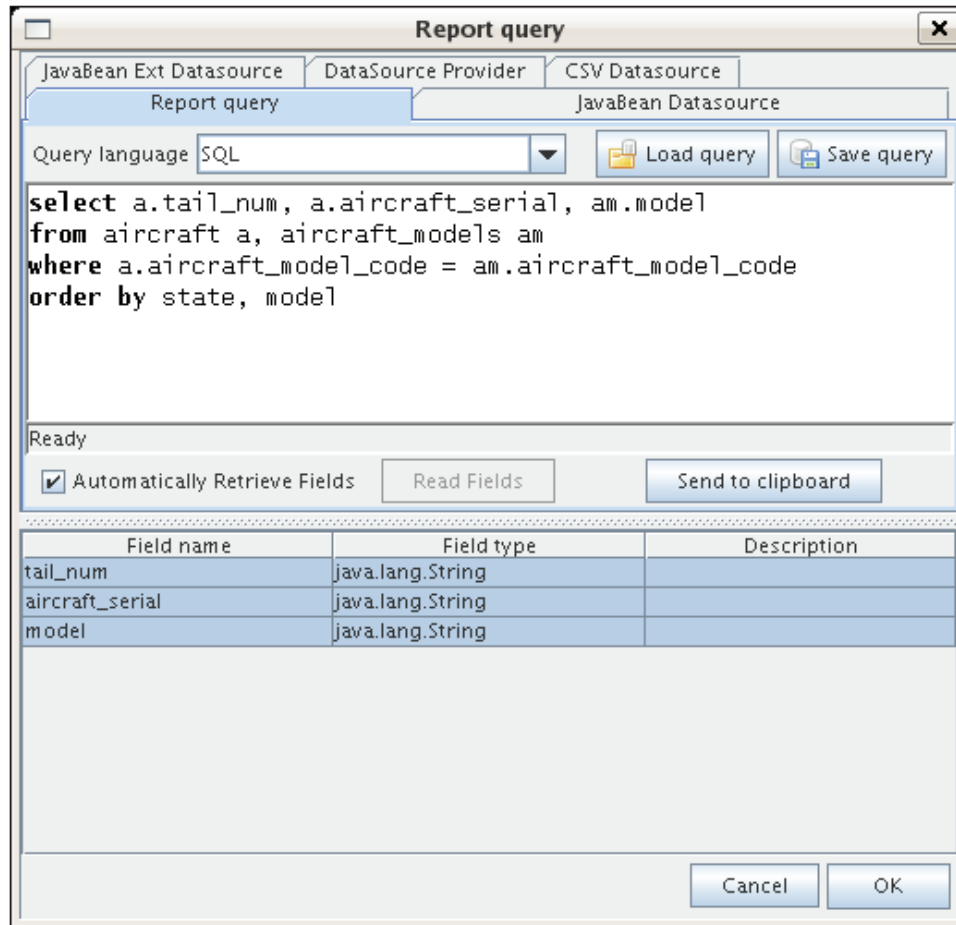 Report query
JavaBean Ext Datasource DataSource Provider CSV Datasource
Report query JavaBean Datasource
Query language SQL Load query Save query
select a.tail_num, a.aircraft_serial, am.model
from aircraft a, aircraft_models am
where a.aircraft_model_code = am.aircraft_model_code
order by state, model
Ready
Automatically Retrieve Fields Read Fields Send to clipboard
Field name Field type Description
tail_num java.lang.String
aircraft_serial java.lang.String
model java.lang.String
Cancel OK